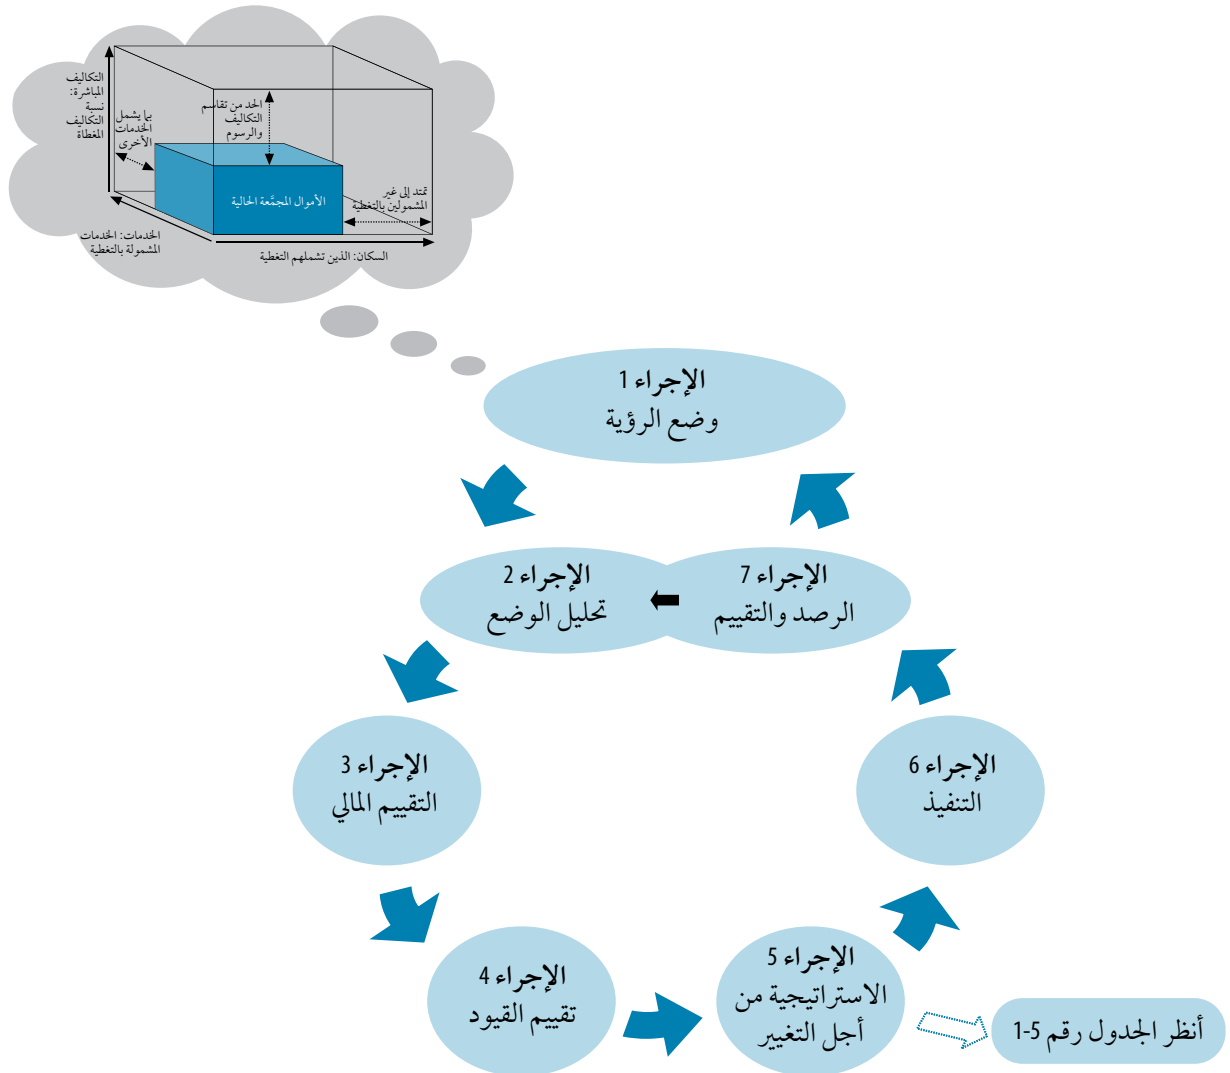 التكاليف
المباشرة:
نسبة
التكاليف
المغطاة
بما يشمل
الخدمات
الأخرى
الحد من تقاسم
التكاليف
والرسوم
الأموال المجمَّعة الحالية
تمتد إلى غير
المشمولين بالتغطية
الخدمات: الخدمات
المشمولة بالتغطية
السكان: الذين تشملهم التغطية
الإجراء 1
وضع الرؤية
الإجراء 2
تحليل الوضع
الإجراء 7
الرصد والتقييم
الإجراء 3
التقييم المالي
الإجراء 6
التنفيذ
الإجراء 4
تقييم القيود
الإجراء 5
الاستراتيجية من
أجل التغيير
أنظر الجدول رقم 5-1